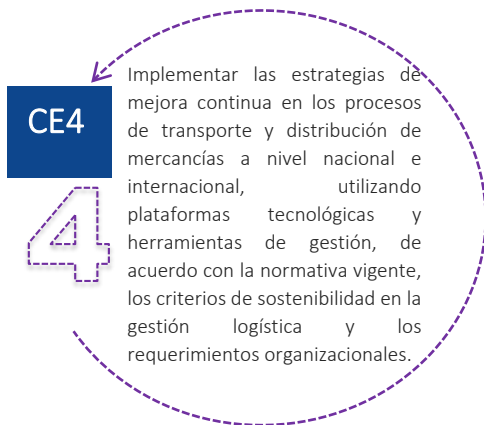 CE4
4
Implementar las estrategias de
mejora continua en los procesos
de transporte y distribución de
mercancías a nivel nacional e
internacional, utilizando
plataformas tecnológicas y
herramientas de gestión, de
acuerdo con la normativa vigente,
los criterios de sostenibilidad en la
gestión logística y los
requerimientos organizacionales.